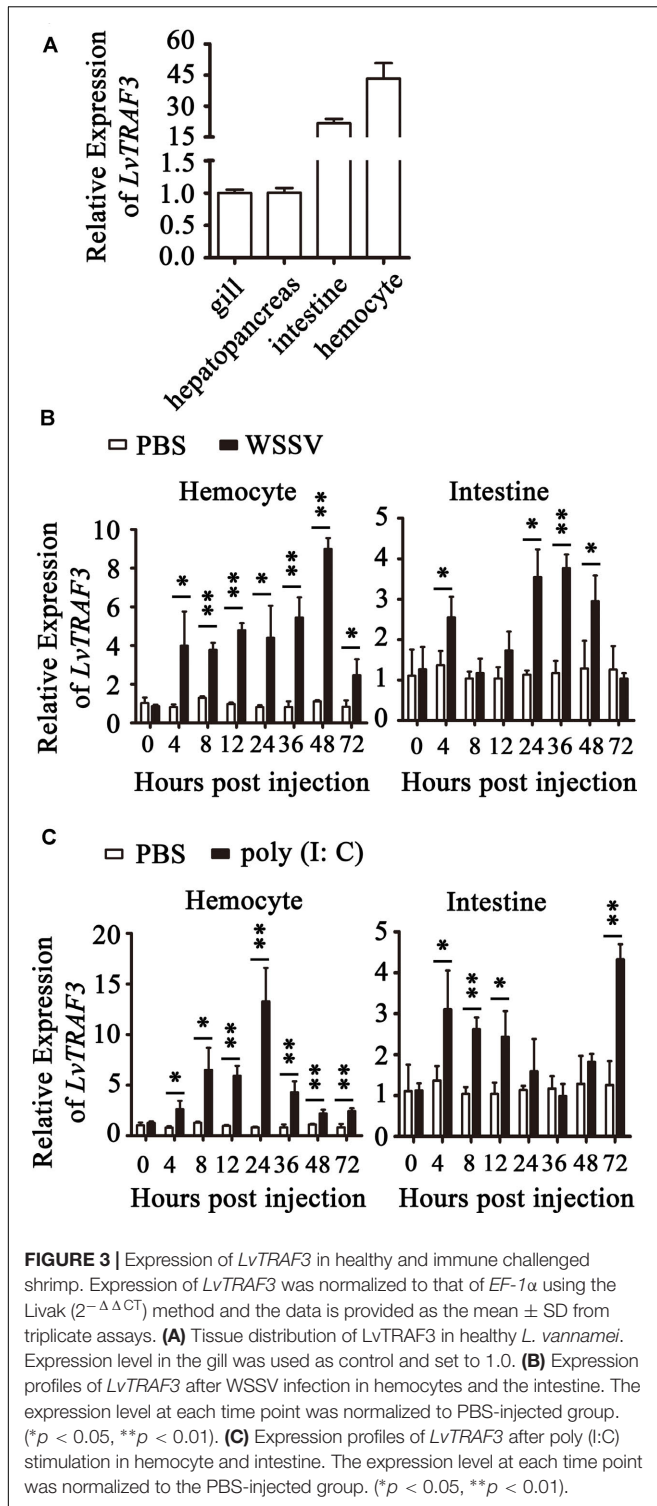 A
Relative Expression
of LvTRAF3
60
45
30
15
1.5
1.0
0.5
0.0
gill
hepatopancreas
intestine
hemocyte
B
PBS WSSV
Hemocyte
Relative Expression
of LvTRAF3
10
8
6
4
2
0
* ** ** * ** ** *
0 4 8 12 24 36 48 72
Hours post injection
Intestine
5
4
3
2
1
0
* * ** *
0 4 8 12 24 36 48 72
Hours post injection
C
PBS poly (I: C)
Hemocyte
Relative Expression
of LvTRAF3
20
15
10
5
0
* * ** ** ** ** **
0 4 8 12 24 36 48 72
Hours post injection
Intestine
5
4
3
2
1
0
* ** * **
0 4 8 12 24 36 48 72
Hours post injection
FIGURE 3 | Expression of LvTRAF3 in healthy and immune challenged
shrimp. Expression of LvTRAF3 was normalized to that of EF-1α using the
Livak (2−ΔΔCT) method and the data is provided as the mean ± SD from
triplicate assays. (A) Tissue distribution of LvTRAF3 in healthy L. vannamei.
Expression level in the gill was used as control and set to 1.0. (B) Expression
profiles of LvTRAF3 after WSSV infection in hemocytes and the intestine. The
expression level at each time point was normalized to PBS-injected group.
(*p < 0.05, **p < 0.01). (C) Expression profiles of LvTRAF3 after poly (I:C)
stimulation in hemocyte and intestine. The expression level at each time point
was normalized to the PBS-injected group. (*p < 0.05, **p < 0.01).